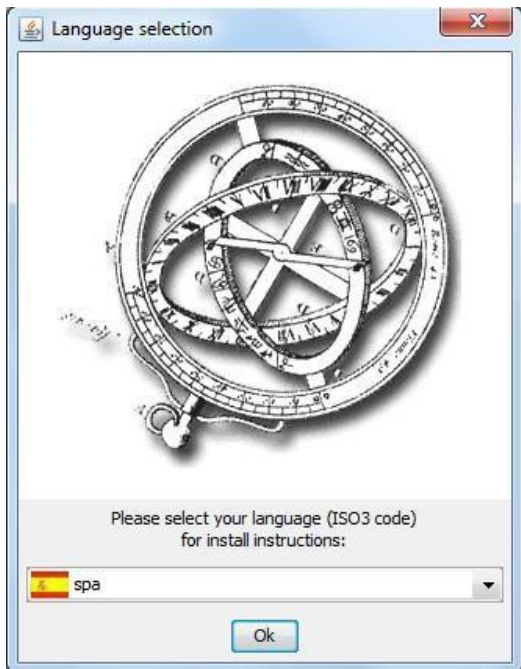 Language selection
Please select your language (ISO3 code)
for install instructions:
spa
Ok